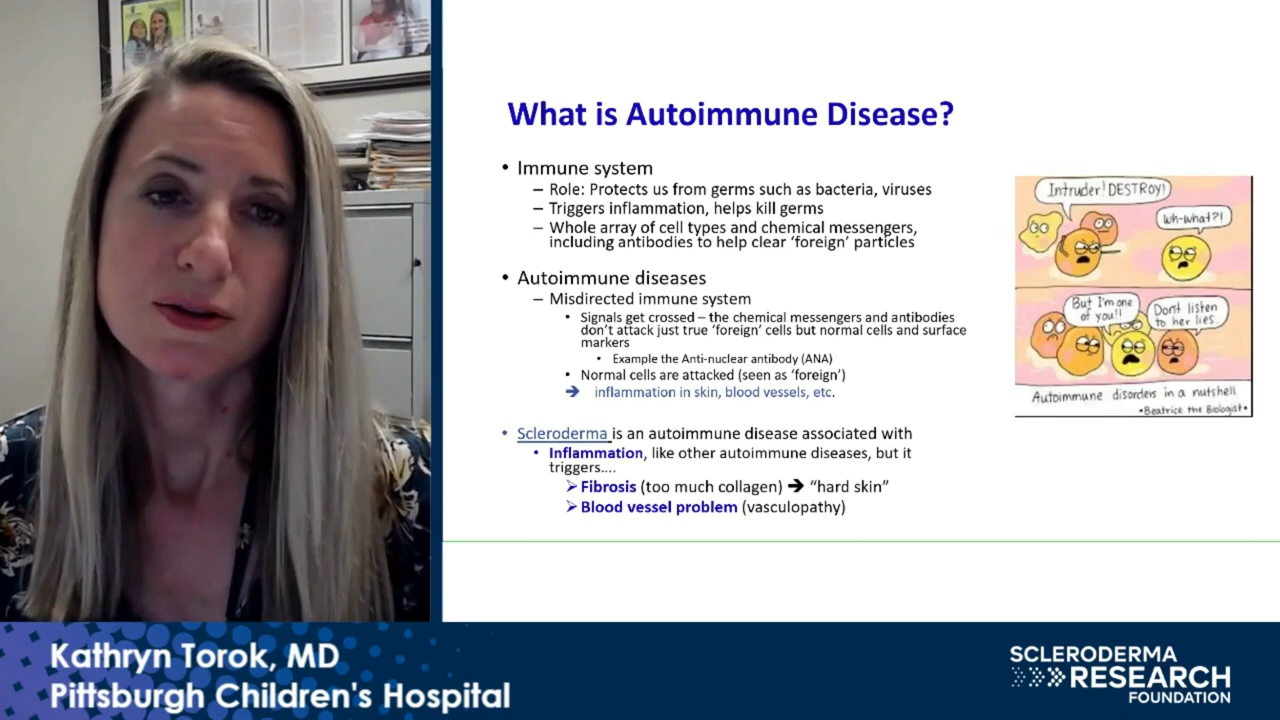 What is Autoimmune Disease?
• Immune system
– Role: Protects us from germs such as bacteria, viruses
– Triggers inflammation, helps kill germs
– Whole array of cell types and chemical messengers,
including antibodies to help clear ‘foreign’ particles
• Autoimmune diseases
– Misdirected immune system
• Signals get crossed – the chemical messengers and antibodies
don’t attack just true ‘foreign’ cells but normal cells and surface
markers
• Example the Anti-nuclear antibody (ANA)
• Normal cells are attacked (seen as ‘foreign’)
➔ inflammation in skin, blood vessels, etc.
• Scleroderma is an autoimmune disease associated with
• Inflammation, like other autoimmune diseases, but it
triggers....
➢ Fibrosis (too much collagen) ➔ “hard skin”
➢ Blood vessel problem (vasculopathy)
Intruder! DESTROY!
Wh-what?!
But I'm one
of you!!
Don't listen
to her lies.
Autoimmune disorders in a nutshell
•Beatrice the Biologist•
Kathryn Torok, MD
Pittsburgh Children's Hospital
SCLERODERMA
RESEARCH
FOUNDATION